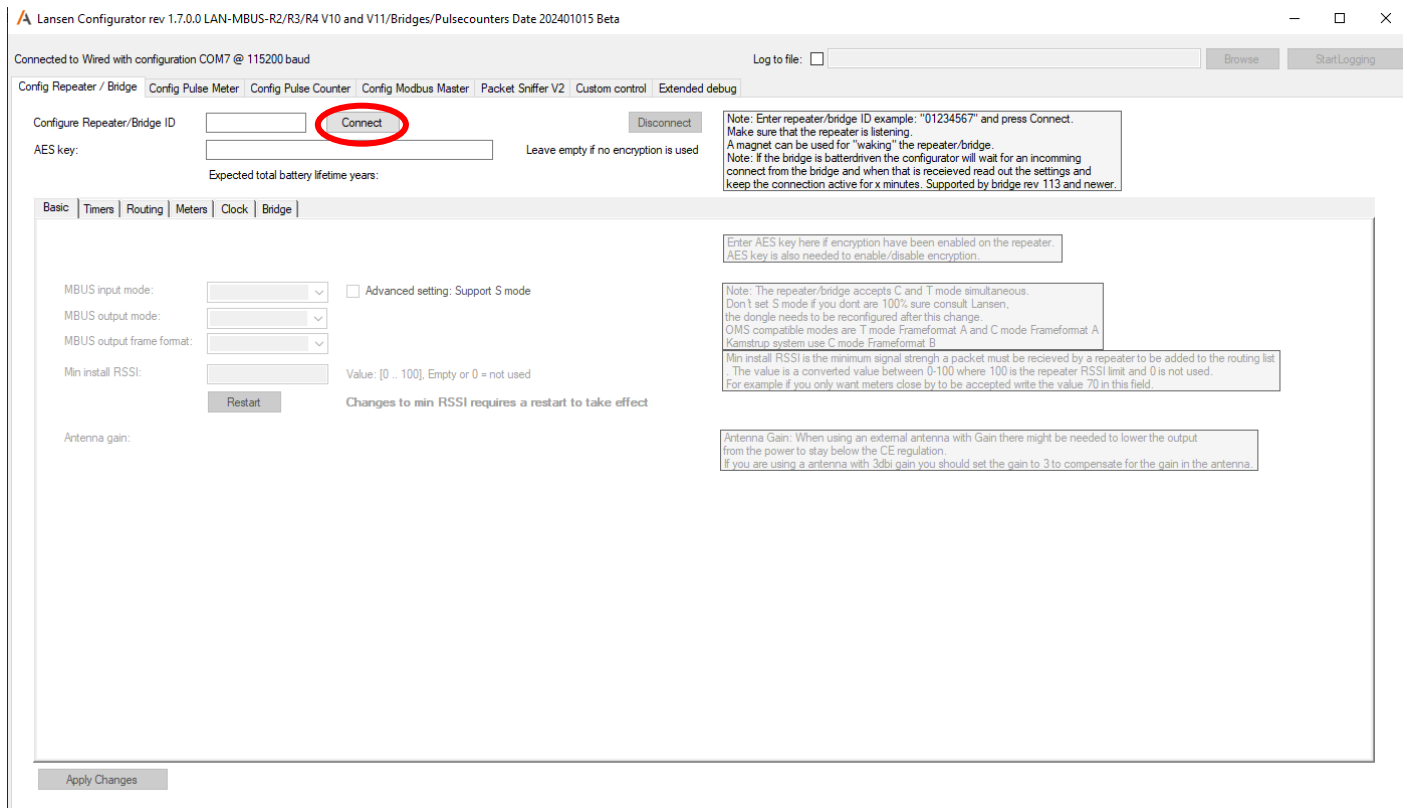 Lansen Configurator rev 1.7.0.0 LAN-MBUS-R2/R3/R4 V10 and V11/Bridges/Pulsecounters Date 202401015 Beta
Connected to Wired with configuration COM7 @ 115200 baud
Log to file:
Browse
StartLogging
Config Repeater / Bridge
Config Pulse Meter
Config Pulse Counter
Config Modbus Master
Packet Sniffer V2
Custom control
Extended debug
Configure Repeater/Bridge ID
Connect
Disconnect
AES key:
Leave empty if no encryption is used
Expected total battery lifetime years:
Note: Enter repeater/bridge ID example: "01234567" and press Connect.
Make sure that the repeater is listening.
A magnet can be used for "waking" the repeater/bridge.
Note: If the bridge is batterdriven the configurator will wait for an incomming
connect from the bridge and when that is receieved read out the settings and
keep the connection active for x minutes. Supported by bridge rev 113 and newer.
Basic
Timers
Routing
Meters
Clock
Bridge
Enter AES key here if encryption have been enabled on the repeater.
AES key is also needed to enable/disable encryption.
MBUS input mode:
Advanced setting: Support S mode
MBUS output mode:
MBUS output frame format:
Note: The repeater/bridge accepts C and T mode simultaneous.
Don't set S mode if you dont are 100% sure consult Lansen,
the dongle needs to be reconfigured after this change.
OMS compatible modes are T mode Frameformat A and C mode Frameformat A
Kamstrup system use C mode Frameformat B
Min install RSSI:
Value: [0 .. 100], Empty or 0 = not used
Min install RSSI is the minimum signal strengh a packet must be recieved by a repeater to be added to the routing list
. The value is a converted value between 0-100 where 100 is the repeater RSSI limit and 0 is not used.
For example if you only want meters close by to be accepted write the value 70 in this field.
Restart
Changes to min RSSI requires a restart to take effect
Antenna gain:
Antenna Gain: When using an external antenna with Gain there might be needed to lower the output
from the power to stay below the CE regulation.
If you are using a antenna with 3dbi gain you should set the gain to 3 to compensate for the gain in the antenna.
Apply Changes